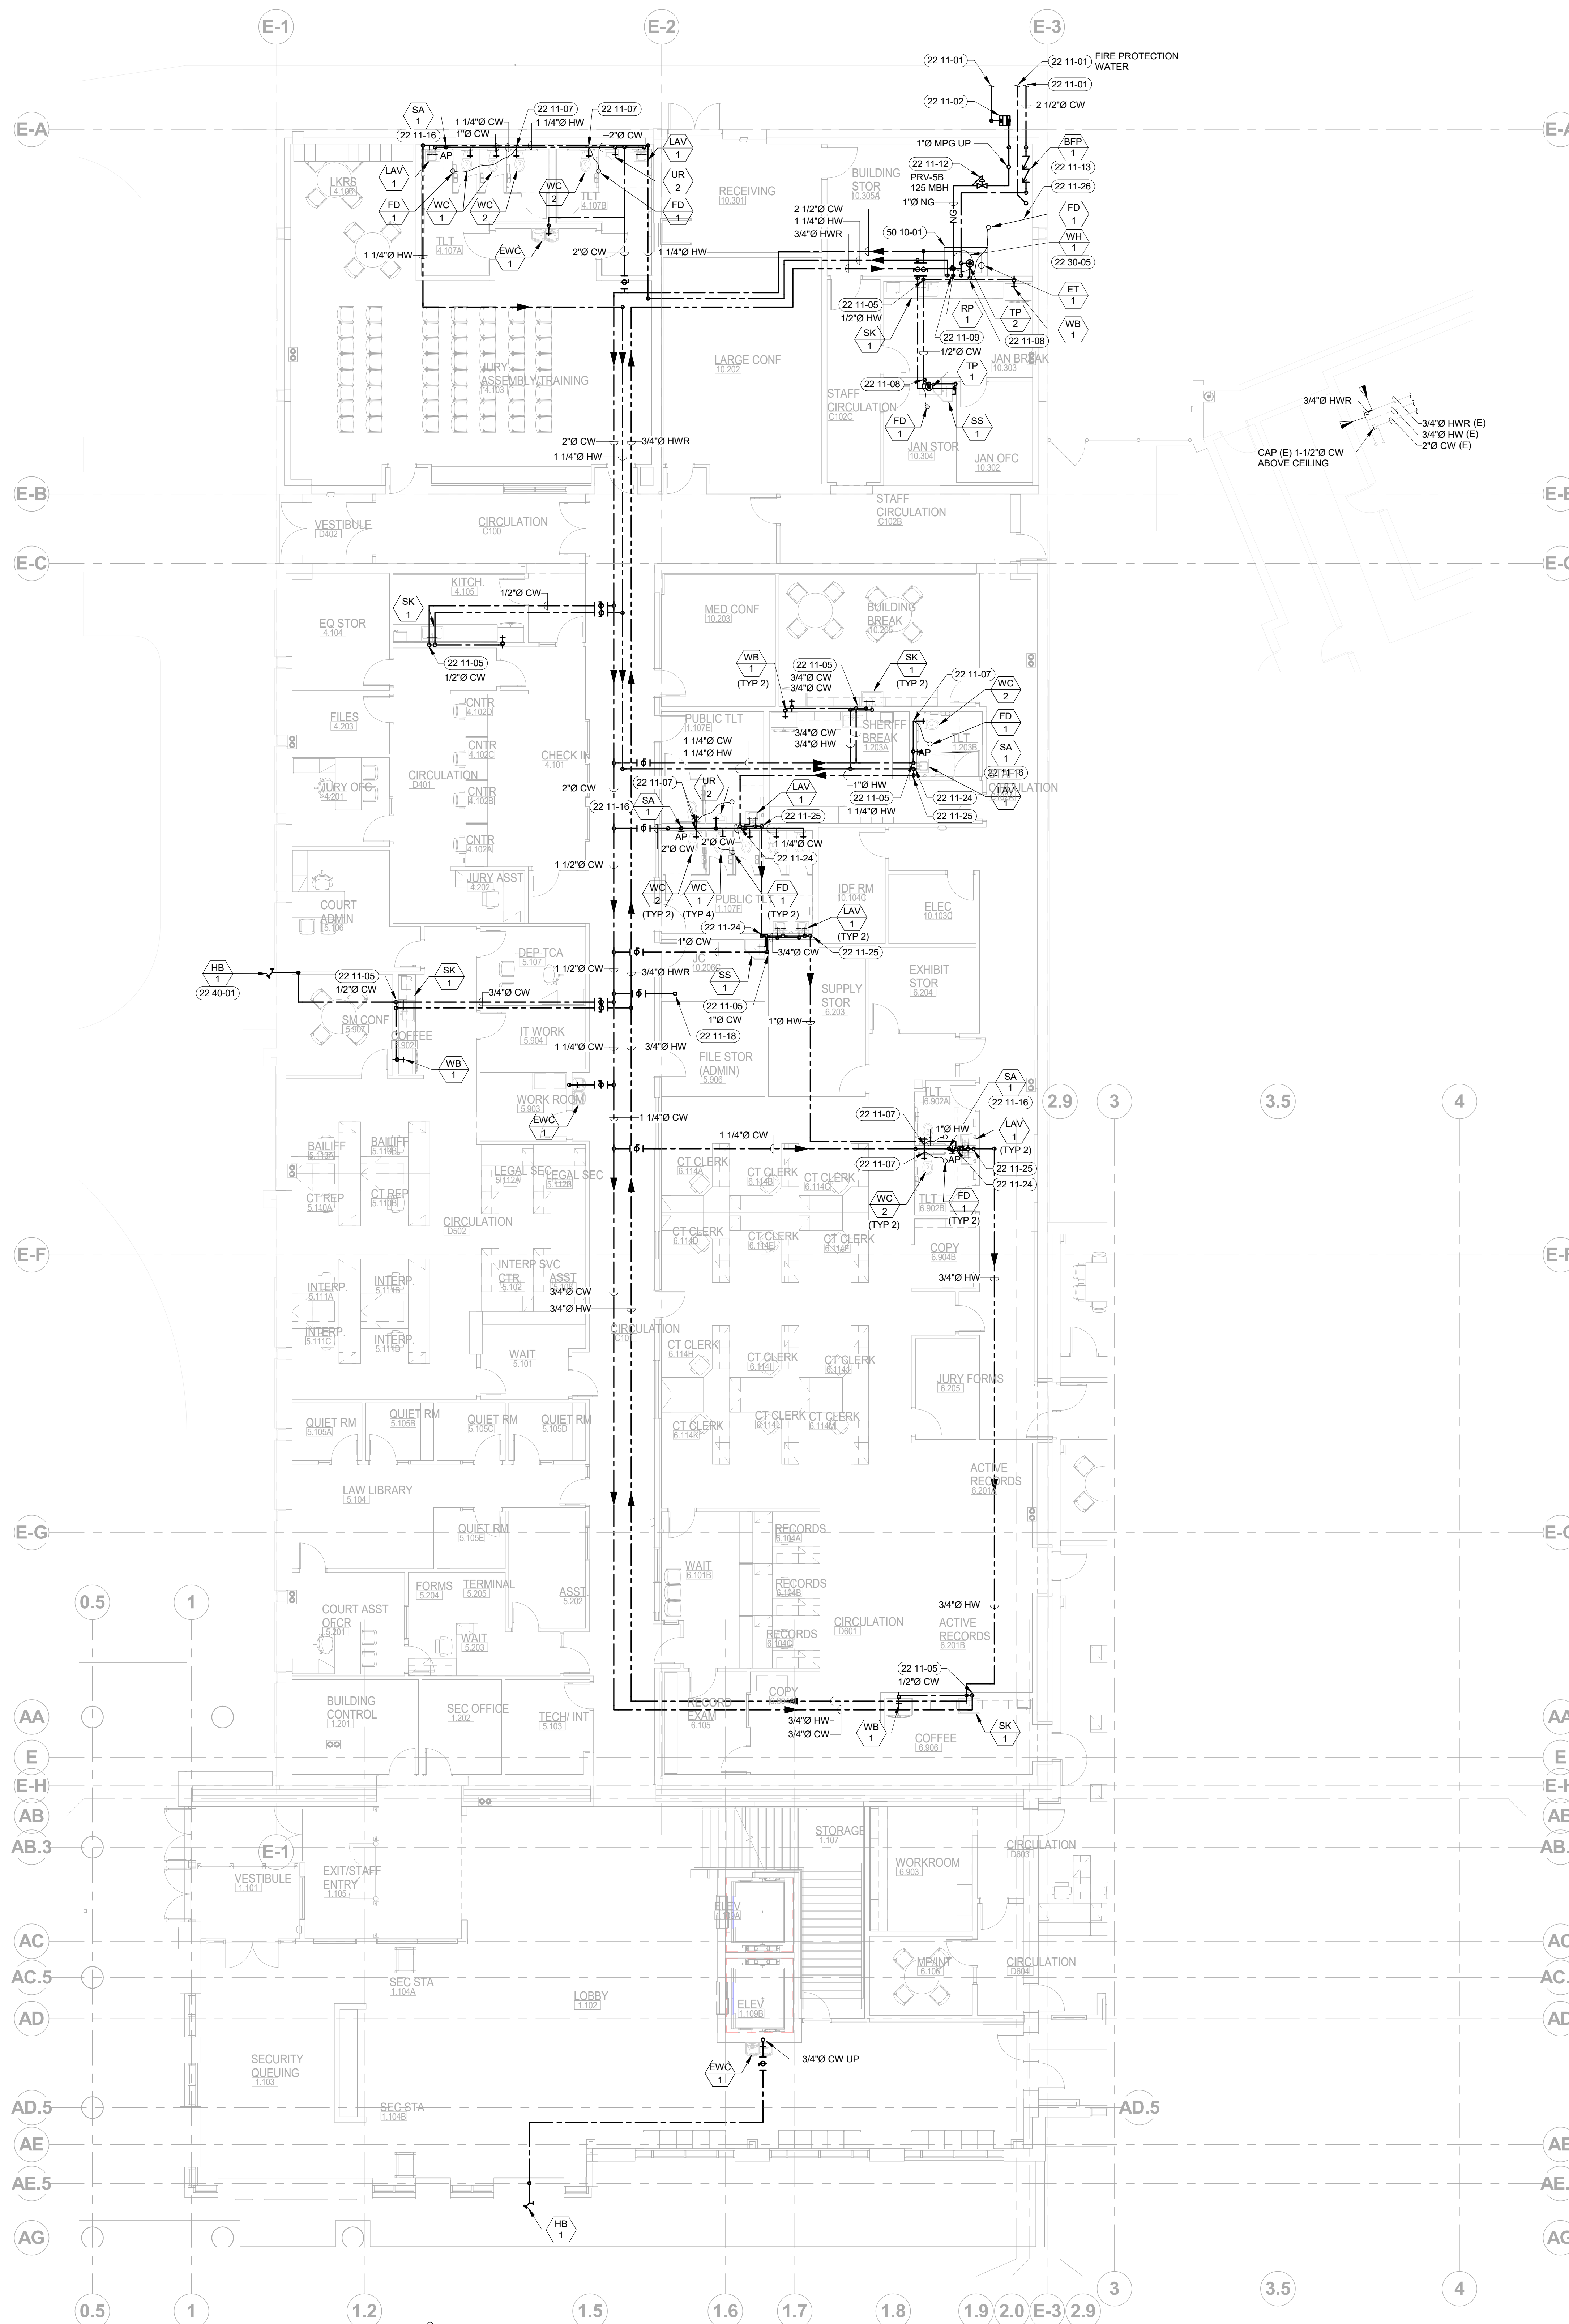 E-1
E-2
E-3
22 11-01
22 11-01
FIRE PROTECTION
WATER
22 11-01
22 11-02
2 1/2"Ø CW
E-A
SA
1
22 11-16
AP
1 1/4"Ø CW
1"Ø CW
22 11-07
1 1/4"Ø HW
22 11-07
2"Ø CW
LAV
1
UR
2
LAV
1
FD
1
WC
1
WC
2
WC
2
FD
1
LKRS
4.106
TLT
4.107B
TLT
4.107A
EWC
1
1 1/4"Ø HW
2"Ø CW
1 1/4"Ø HW
RECEIVING
10.301
BUILDING
STOR
10.305A
1"Ø MPG UP
22 11-12
PRV-5B
125 MBH
1"Ø NG
NG
BFP
1
22 11-13
22 11-26
FD
1
WH
1
22 30-05
ET
1
WB
1
2 1/2"Ø CW
1 1/4"Ø HW
3/4"Ø HWR
50 10-01
22 11-05
1/2"Ø HW
SK
1
RP
1
TP
2
22 11-09
22 11-08
1/2"Ø CW
22 11-08
TP
1
JAN BREAK
10.303
JURY
ASSEMBLY/TRAINING
4.103
LARGE CONF
10.202
STAFF
CIRCULATION
C102C
FD
1
SS
1
JAN STOR
10.304
JAN OFC
10.302
2"Ø CW
1 1/4"Ø HW
3/4"Ø HWR
3/4"Ø HWR
3/4"Ø HWR (E)
3/4"Ø HW (E)
2"Ø CW (E)
CAP (E) 1-1/2"Ø CW
ABOVE CEILING
E-B
VESTIBULE
D402
CIRCULATION
C100
STAFF
CIRCULATION
C102B
E-C
KITCH.
4.105
SK
1
1/2"Ø CW
EQ STOR
4.104
22 11-05
1/2"Ø CW
MED CONF
10.203
BUILDING
BREAK
10.205
WB
1
(TYP 2)
22 11-05
3/4"Ø CW
3/4"Ø CW
SK
1
(TYP 2)
22 11-07
WC
2
FD
1
SA
1
22 11-16
LAV
1
FILES
4.203
CNTR
4.102D
CNTR
4.102C
CNTR
4.102B
CNTR
4.102A
CHECK IN
4.101
CIRCULATION
D401
JURY OFC
4.201
JURY ASST
4.202
PUBLIC TLT
1.107E
1 1/4"Ø CW
1 1/4"Ø HW
3/4"Ø CW
3/4"Ø HW
SHERIFF
BREAK
1.203A
TLT
1.203B
AP
1"Ø HW
22 11-05
1 1/4"Ø HW
22 11-24
22 11-25
2"Ø CW
22 11-07
22 11-16
SA
1
UR
2
LAV
1
22 11-25
AP
2"Ø CW
2"Ø CW
1 1/4"Ø CW
22 11-24
1 1/2"Ø CW
WC
2
(TYP 2)
WC
1
(TYP 4)
FD
1
(TYP 2)
PUBLIC TLT
1.107F
LAV
1
(TYP 2)
IDF RM
10.104C
ELEC
10.103C
COURT
ADMIN
5.106
DEP TCA
5.107
22 11-24
1"Ø CW
3/4"Ø CW
22 11-25
JC
10.206C
SS
1
22 11-05
1"Ø CW
22 11-18
HB
1
22 40-01
22 11-05
1/2"Ø CW
SK
1
3/4"Ø CW
1 1/2"Ø CW
3/4"Ø HWR
SM CONF
5.907
COFFEE
WB
1
IT WORK
5.904
1 1/4"Ø CW
3/4"Ø HW
EXHIBIT
STOR
6.204
SUPPLY
STOR
6.203
1"Ø HW
FILE STOR
(ADMIN)
5.906
WORK ROOM
5.903
EWC
1
1 1/4"Ø CW
2.9
3
3.5
4
TLT
6.902A
SA
1
22 11-16
LAV
1
(TYP 2)
22 11-25
22 11-24
22 11-07
1"Ø HW
AP
22 11-07
1 1/4"Ø CW
WC
2
(TYP 2)
FD
1
(TYP 2)
TLT
6.902B
BAILIFF
5.113A
BAILIFF
5.113B
CT REP
5.110A
CT REP
5.110B
LEGAL SEC
5.112A
LEGAL SEC
5.112B
CIRCULATION
D502
CT CLERK
6.114A
CT CLERK
6.114B
CT CLERK
6.114C
CT CLERK
6.114D
CT CLERK
6.114E
CT CLERK
6.114F
COPY
6.904B
E-F
INTERP.
5.111A
INTERP.
5.111B
INTERP.
5.111C
INTERP.
5.111D
INTERP SVC
CTR
5.102
ASST
3/4"Ø CW
3/4"Ø HW
3/4"Ø HW
CIRCULATION
WAIT
5.101
CT CLERK
6.114H
CT CLERK
6.114I
CT CLERK
6.114J
CT CLERK
6.114K
CT CLERK
6.114L
CT CLERK
6.114M
JURY FORMS
6.205
QUIET RM
5.105A
QUIET RM
5.105B
QUIET RM
5.105C
QUIET RM
5.105D
LAW LIBRARY
5.104
ACTIVE
RECORDS
6.201A
E-G
QUIET RM
5.105E
WAIT
6.101B
RECORDS
6.104A
RECORDS
6.104B
RECORDS
6.104C
FORMS
5.204
TERMINAL
5.205
ASST.
5.202
COURT ASST
OFCR
5.201
WAIT
5.203
CIRCULATION
D601
ACTIVE
RECORDS
6.201B
3/4"Ø HW
0.5
1
22 11-05
1/2"Ø CW
AA
BUILDING
CONTROL
1.201
SEC OFFICE
1.202
TECH/ INT
5.103
RECORD
EXAM
6.105
COPY
3/4"Ø HW
3/4"Ø CW
WB
1
SK
1
COFFEE
6.906
E
E-H
AB
AB.3
E-1
VESTIBULE
1.101
EXIT/STAFF
ENTRY
1.105
STORAGE
1.107
WORKROOM
6.903
CIRCULATION
D603
ELEV
1.109A
AC
AC.5
SEC STA
1.104A
LOBBY
1.102
ELEV
1.109B
MP/INT
6.106
CIRCULATION
D604
AD
SECURITY
QUEUING
1.103
EWC
1
3/4"Ø CW UP
AD.5
SEC STA
1.104B
AD.5
AE
AE.5
HB
1
AG
0.5
1
1.2
1.5
1.6
1.7
1.8
1.9
2.0
E-3
2.9
3
3.5
4